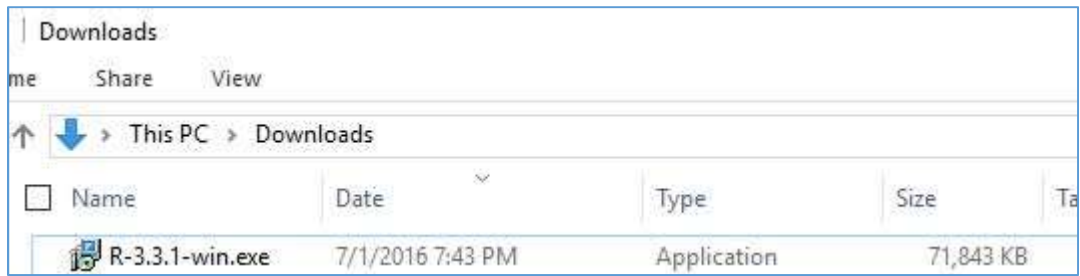 Downloads
me Share View
This PC > Downloads
Name Date Type Size Ta
R-3.3.1-win.exe 7/1/2016 7:43 PM Application 71,843 KB